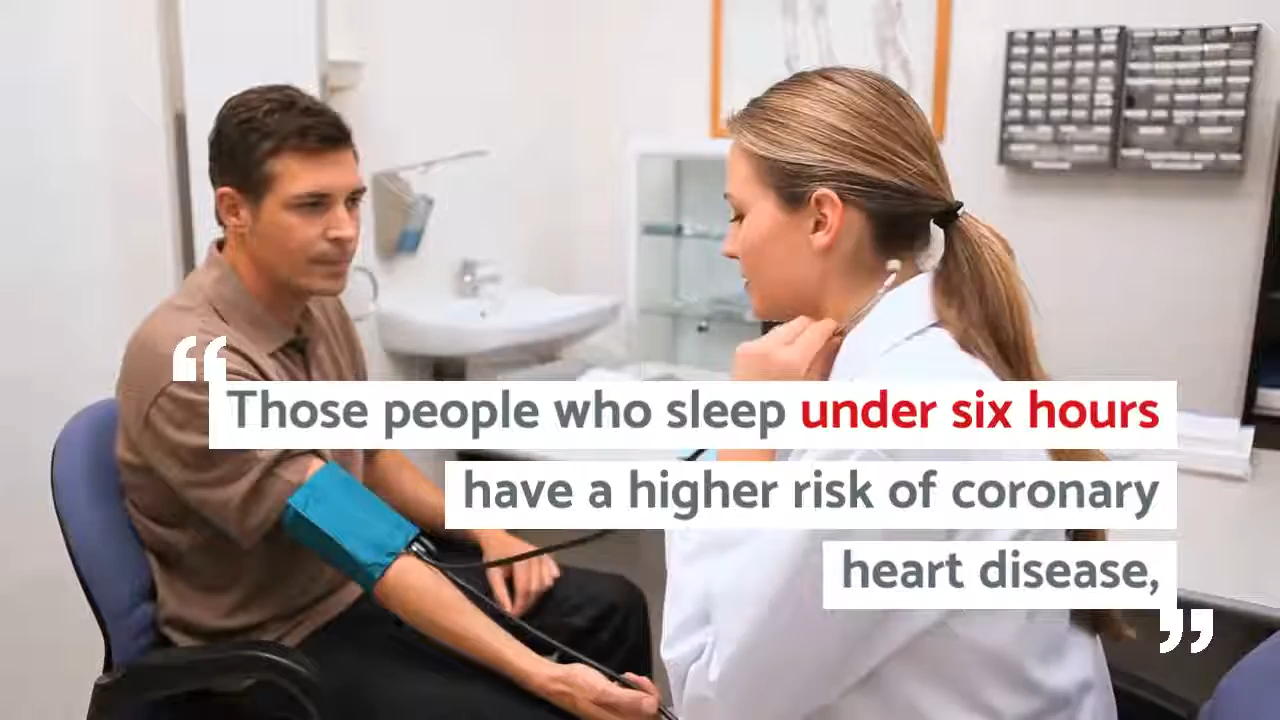 “Those people who sleep under six hours
have a higher risk of coronary
heart disease,”